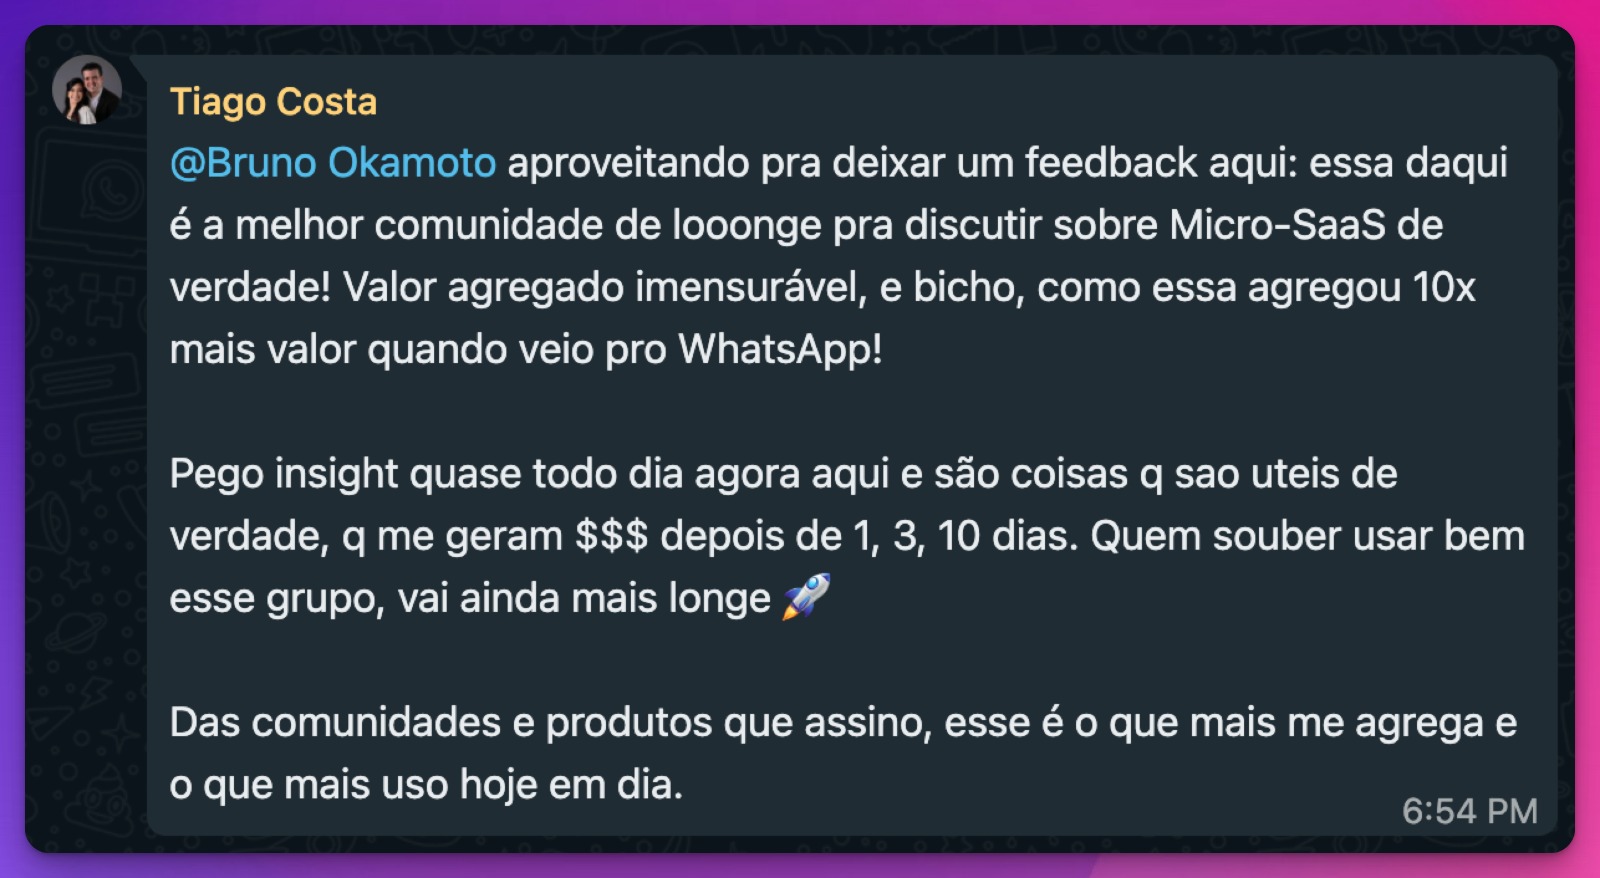 Tiago Costa
@Bruno Okamoto aproveitando pra deixar um feedback aqui: essa daqui
é a melhor comunidade de looonge pra discutir sobre Micro-SaaS de
verdade! Valor agregado imensurável, e bicho, como essa agregou 10x
mais valor quando veio pro WhatsApp!
Pego insight quase todo dia agora aqui e são coisas q sao uteis de
verdade, q me geram $$$ depois de 1, 3, 10 dias. Quem souber usar bem
esse grupo, vai ainda mais longe 🚀
Das comunidades e produtos que assino, esse é o que mais me agrega e
o que mais uso hoje em dia.
6:54 PM